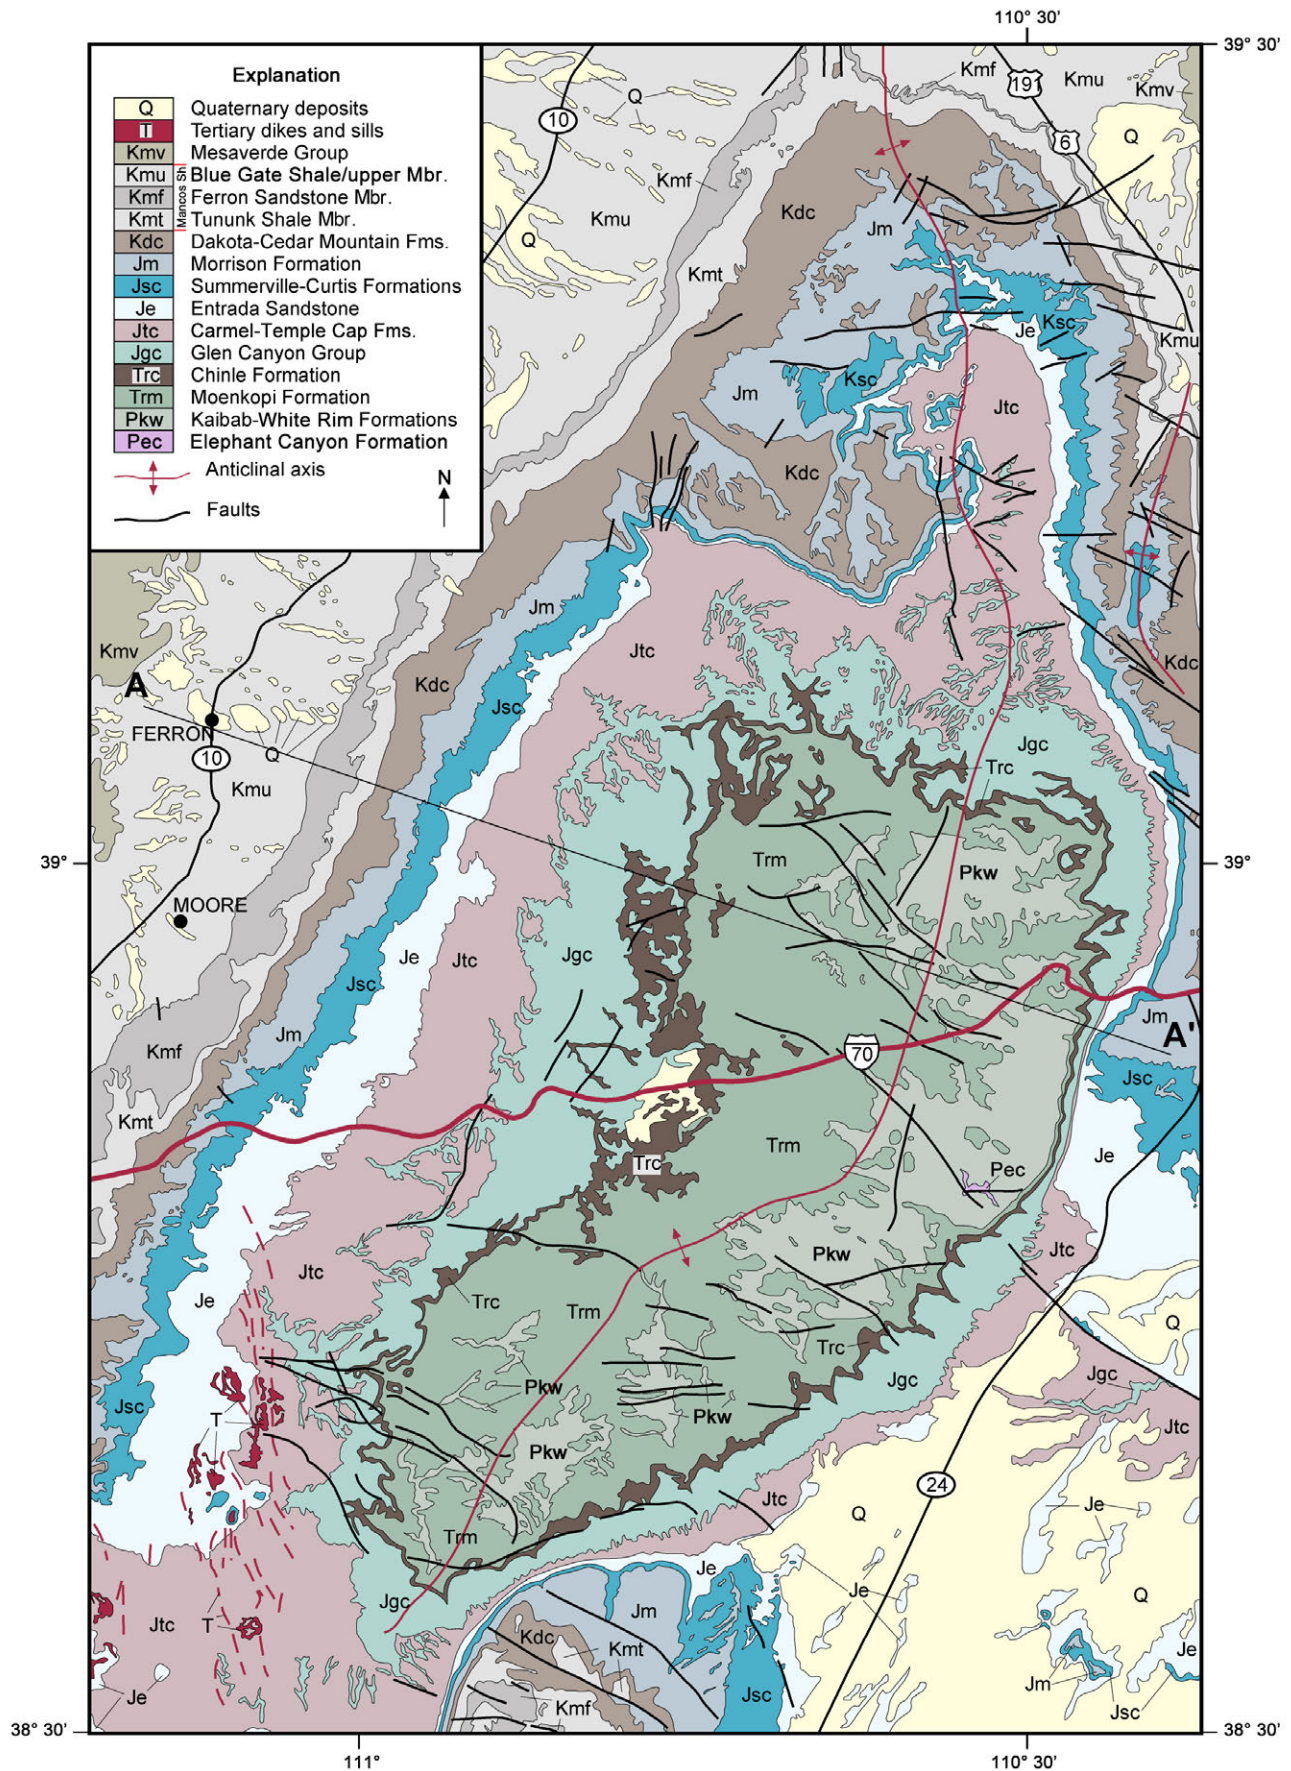 110° 30'
39° 30'
39° 30'
Explanation
Q Quaternary deposits
T Tertiary dikes and sills
Kmv Mesaverde Group
Kmu Blue Gate Shale/upper Mbr.
Kmf Ferron Sandstone Mbr.
Kmt Tununk Shale Mbr.
Mancos Shl
Kdc Dakota-Cedar Mountain Fms.
Jm Morrison Formation
Jsc Summerville-Curtis Formations
Je Entrada Sandstone
Jtc Carmel-Temple Cap Fms.
Jgc Glen Canyon Group
Trc Chinle Formation
Trm Moenkopi Formation
Pkw Kaibab-White Rim Formations
Pec Elephant Canyon Formation
Anticlinal axis
N
Faults
Kmf
191
Kmu
Kmv
Q
10
Q
6
Kmf
Kdc
Kmu
Jm
Q
Kmt
Je
Ksc
Kmu
Ksc
Jm
Jtc
Kdc
Jm
Kmv
Jtc
Kdc
A
Kdc
Jsc
FERRON
Q
10
Jgc
Trc
Kmu
39°
39°
Trm
Pkw
MOORE
Je
Jtc
Jgc
Jsc
Jm
Jm
A'
Kmf
70
Jsc
Kmt
Trm
Je
Trc
Pec
Jtc
Pkw
Jtc
Je
Trc
Trm
Q
Trc
Jgc
Jgc
Pkw
Jsc
Pkw
T
Jtc
Pkw
24
Jtc
Q
Je
Trm
Je
Je
Q
Jgc
Jm
Jtc
T
Kdc
Kmt
Je
Jm
Je
Jsc
Kmf
Jsc
38° 30'
38° 30'
111°
110° 30'